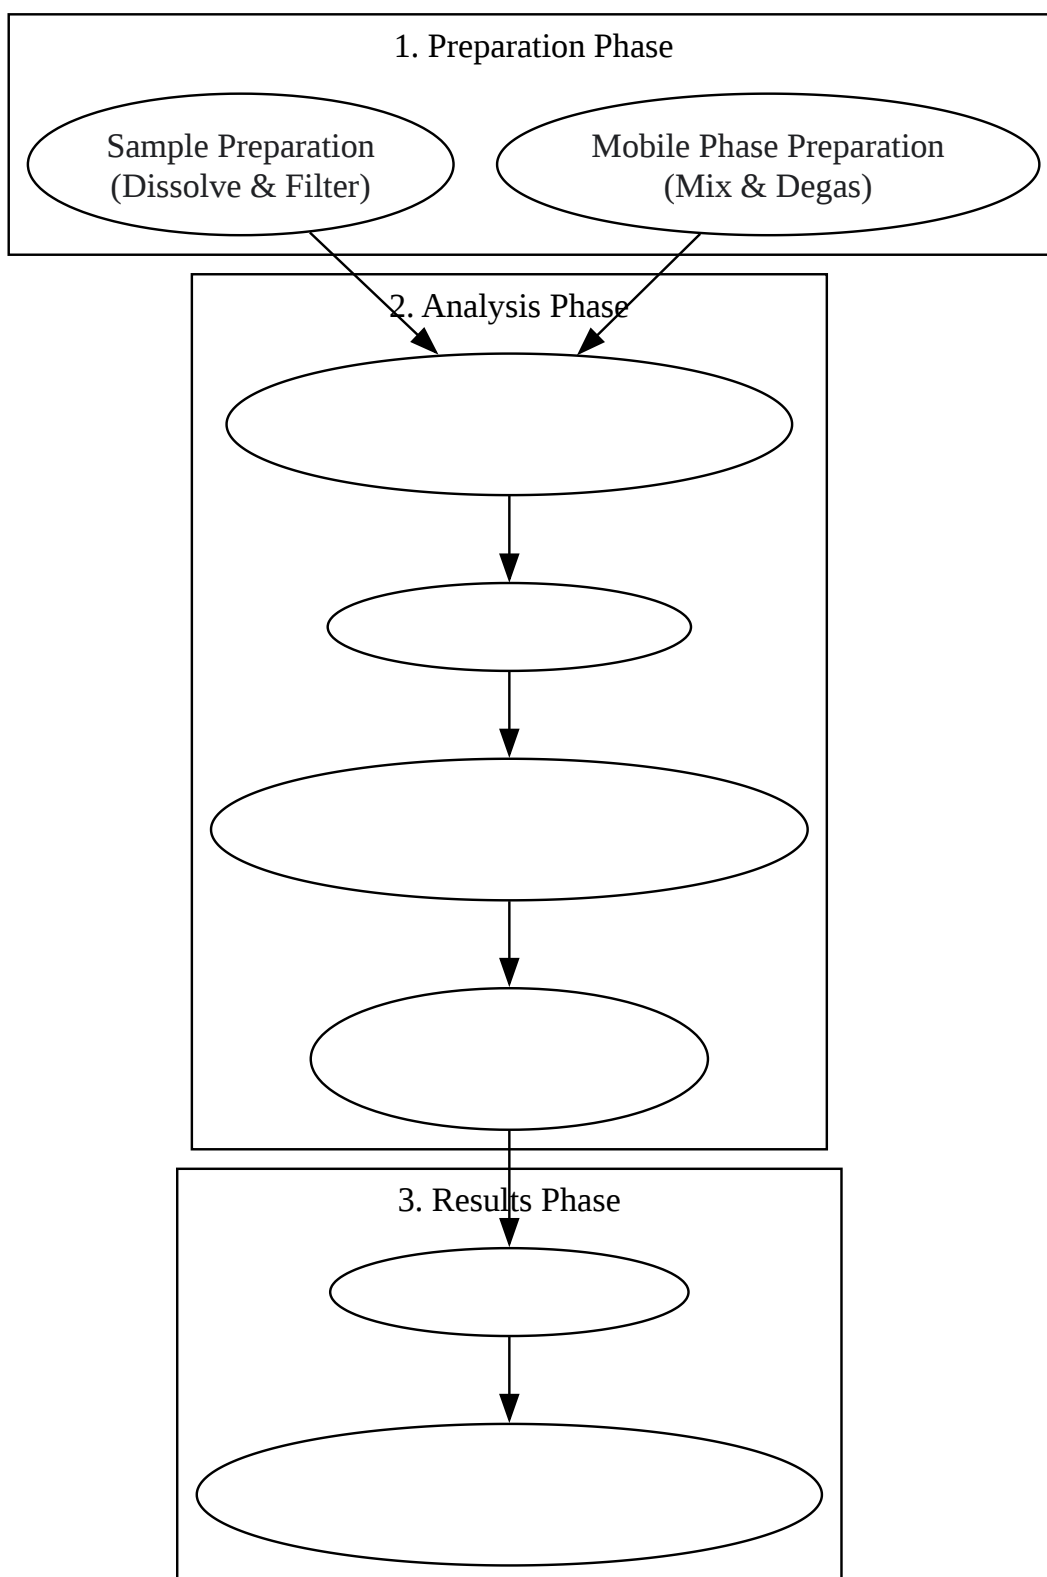 1. Preparation Phase
Sample Preparation
(Dissolve & Filter)
Mobile Phase Preparation
(Mix & Degas)
2. Analysis Phase
3. Results Phase